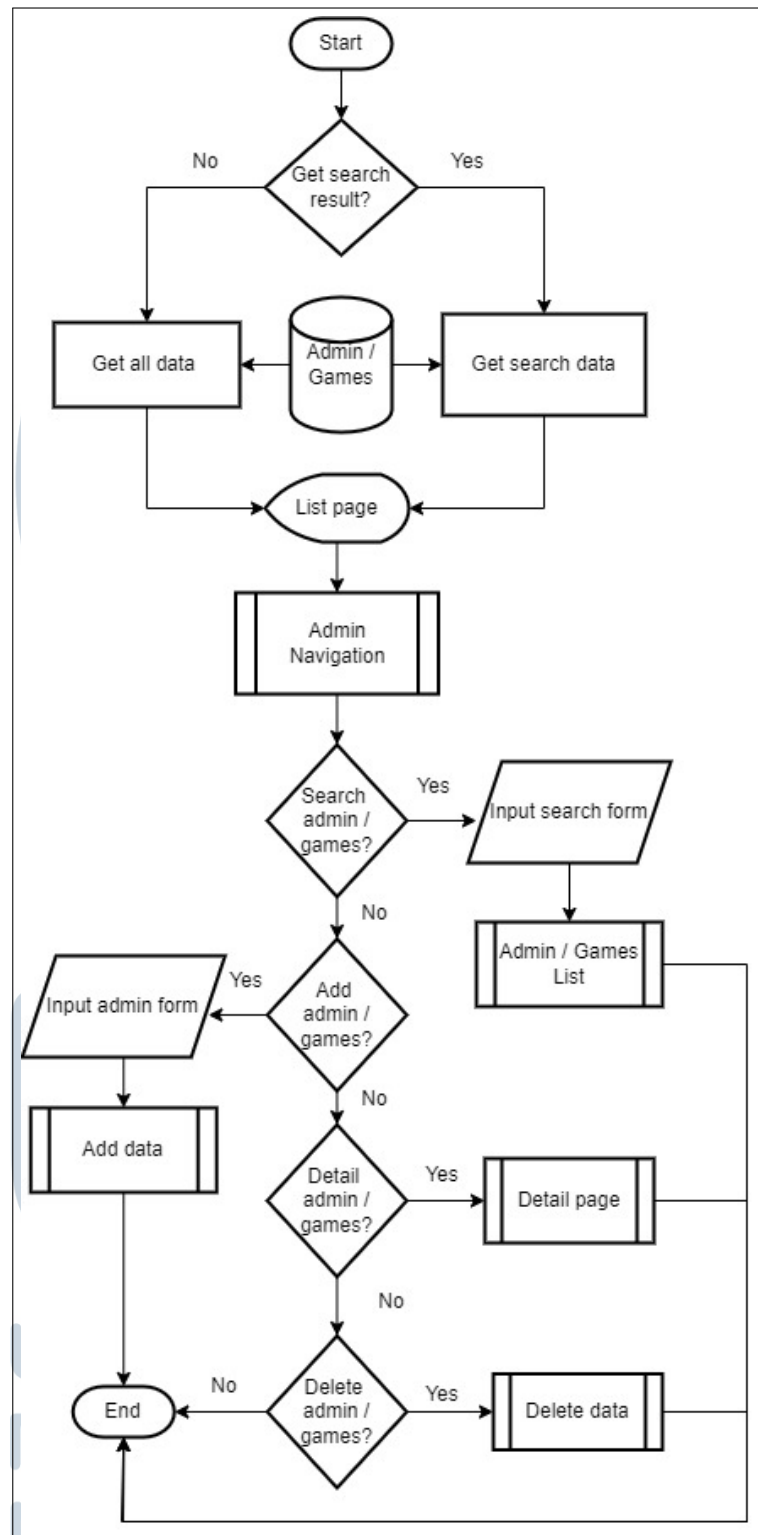 Start
No
Yes
Get search
result?
Get all data
Admin /
Games
Get search data
List page
Admin
Navigation
Search
admin /
games?
Yes
Input search form
No
Admin / Games
List
Input admin form
Yes
Add
admin /
games?
No
Add data
Detail
admin /
games?
Yes
Detail page
No
End
No
Delete
admin /
games?
Yes
Delete data